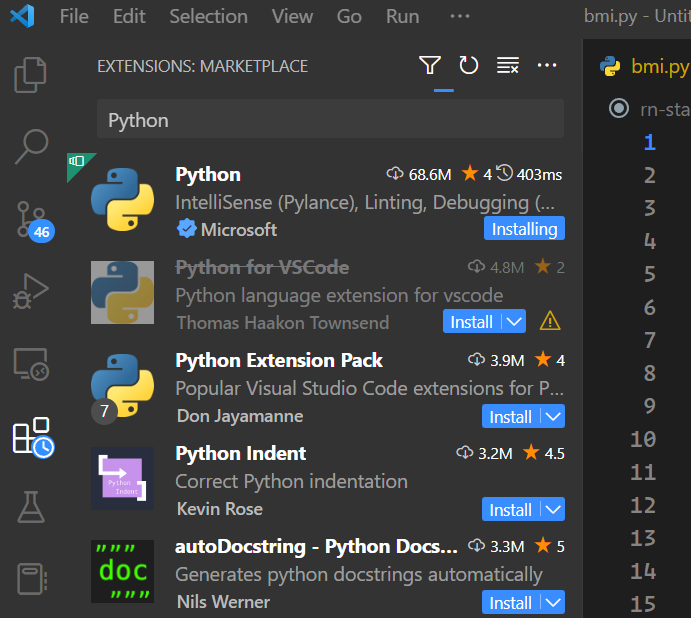 File Edit Selection View Go Run ··· bmi.py - Unti
EXTENSIONS: MARKETPLACE
bmi.py
Python
rn-sta
Python 68.6M 4 403ms
IntelliSense (Pylance), Linting, Debugging (...
Microsoft Installing
46
Python for VSCode 4.8M 2
Python language extension for vscode
Thomas Haakon Townsend Install
Python Extension Pack 3.9M 4
Popular Visual Studio Code extensions for P...
7
Don Jayamanne Install
Python Indent 3.2M 4.5
Correct Python indentation
Python
Indent
Kevin Rose Install
autoDocstring - Python Docs... 3.3M 5
Generates python docstrings automatically
"""
doc
"""
Nils Werner Install
1
2
3
4
5
6
7
8
9
10
11
12
13
14
15